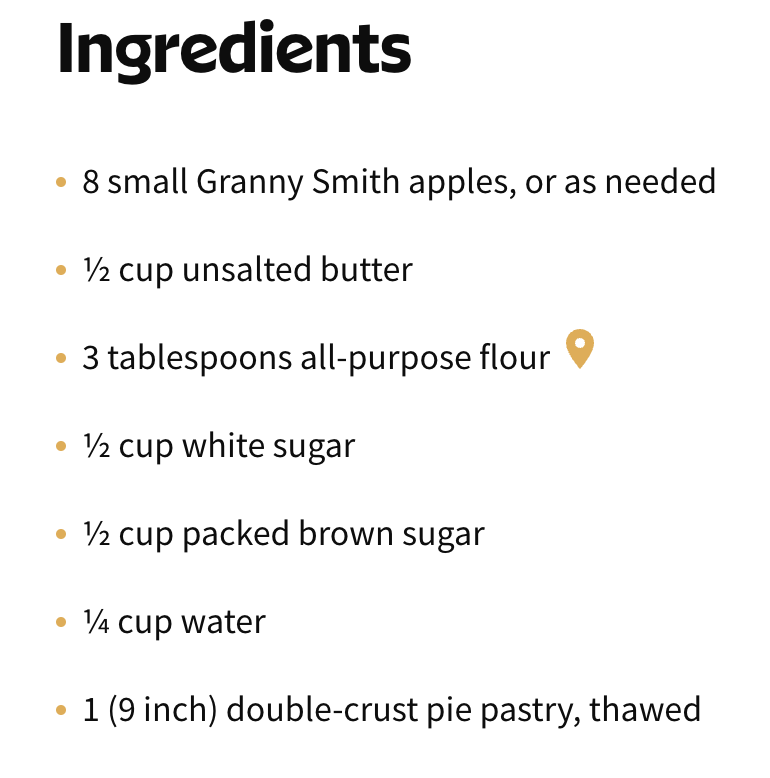 Ingredients
• 8 small Granny Smith apples, or as needed
• ½ cup unsalted butter
• 3 tablespoons all-purpose flour
• ½ cup white sugar
• ½ cup packed brown sugar
• ¼ cup water
• 1 (9 inch) double-crust pie pastry, thawed